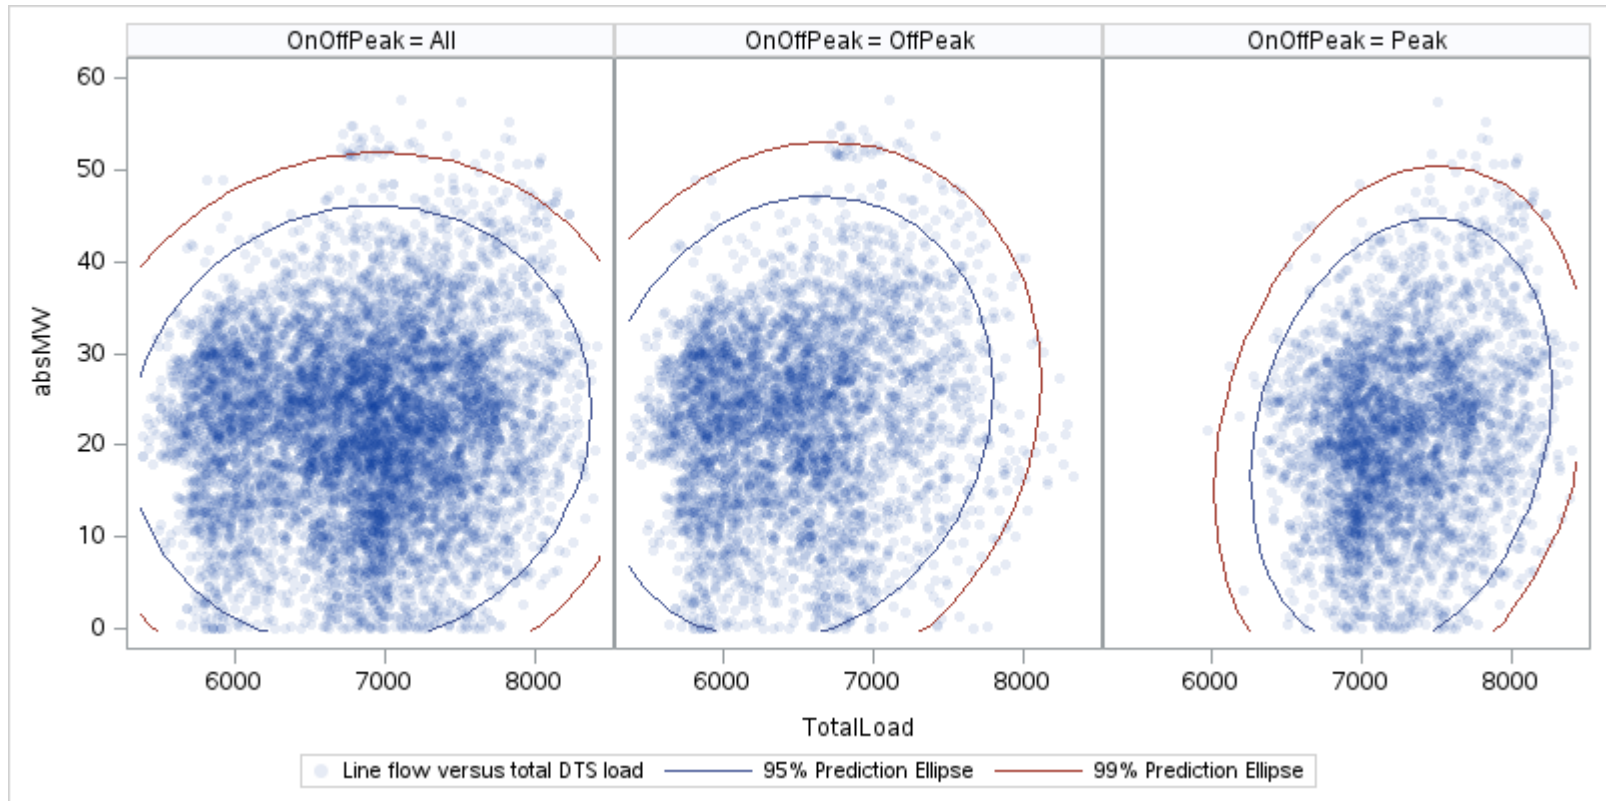 OnOffPeak = All
OnOffPeak = OffPeak
OnOffPeak = Peak
absMW
60
50
40
30
20
10
0
6000 7000 8000
6000 7000 8000
6000 7000 8000
TotalLoad
Line flow versus total DTS load 95% Prediction Ellipse 99% Prediction Ellipse